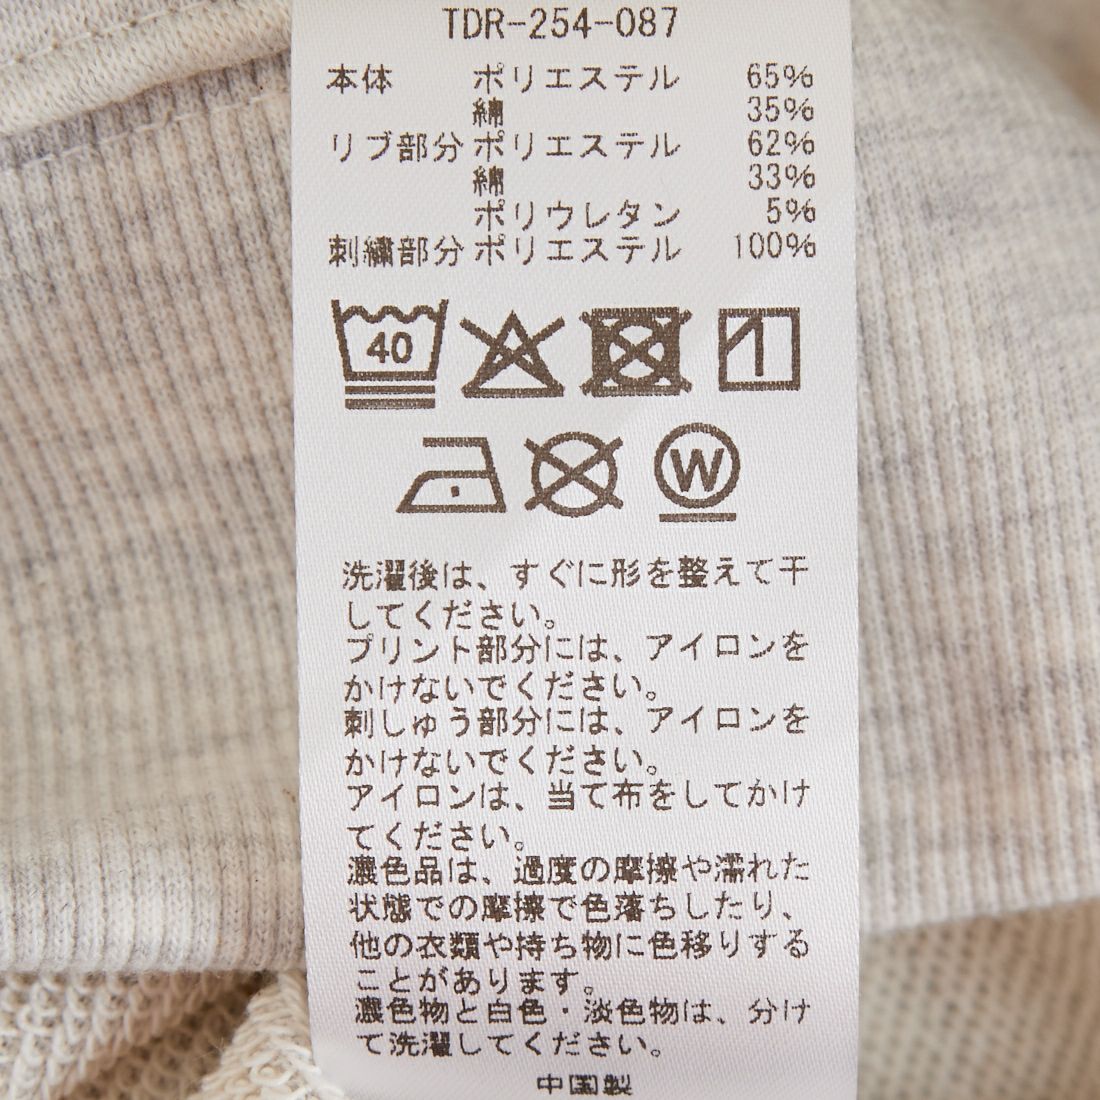 TDR-254-087
本体 ポリエステル 65%
綿 35%
リブ部分 ポリエステル 62%
綿 33%
ポリウレタン 5%
刺繍部分 ポリエステル 100%
40
W
洗濯後は、すぐに形を整えて干
してください。
プリント部分には、アイロンを
かけないでください。
刺しゅう部分には、アイロンを
かけないでください。
アイロンは、当て布をしてかけ
てください。
濃色品は、過度の摩擦や濡れた
状態での摩擦で色落ちしたり、
他の衣類や持ち物に色移りする
ことがあります。
濃色物と白色・淡色物は、分け
て洗濯してください。
中国製